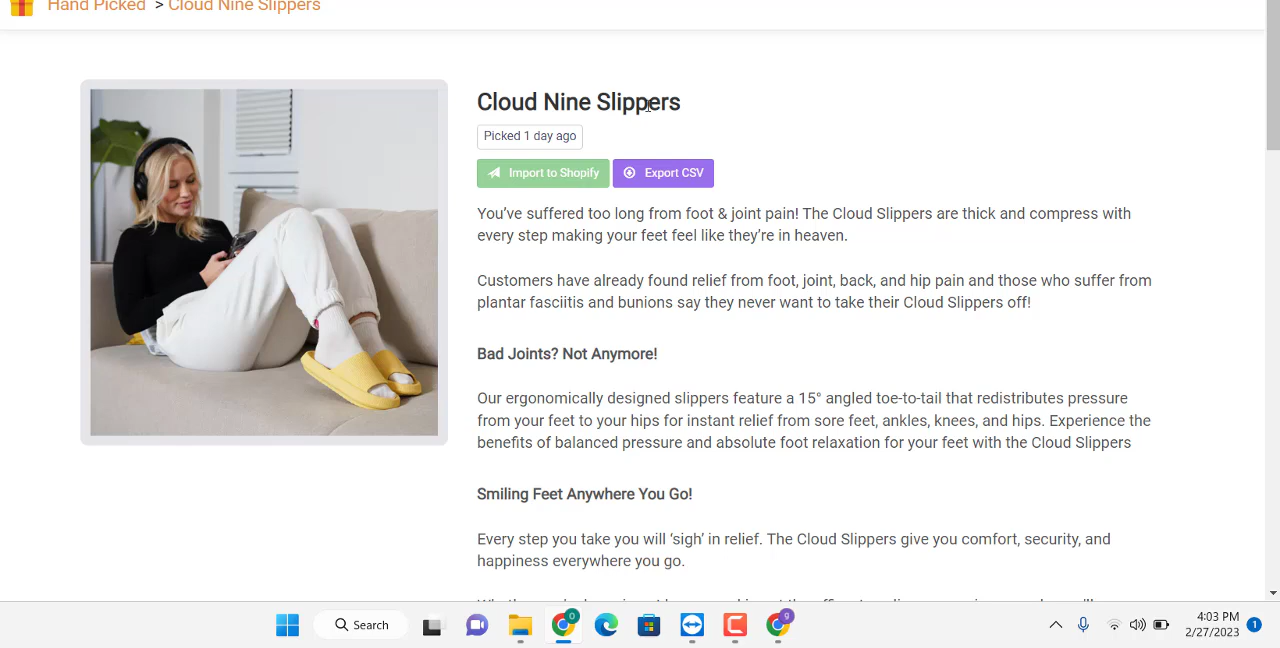 Hand Picked > Cloud Nine Slippers
Cloud Nine Slippers
Picked 1 day ago
Import to Shopify Export CSV
You’ve suffered too long from foot & joint pain! The Cloud Slippers are thick and compress with
every step making your feet feel like they’re in heaven.
Customers have already found relief from foot, joint, back, and hip pain and those who suffer from
plantar fasciitis and bunions say they never want to take their Cloud Slippers off!
Bad Joints? Not Anymore!
Our ergonomically designed slippers feature a 15° angled toe-to-tail that redistributes pressure
from your feet to your hips for instant relief from sore feet, ankles, knees, and hips. Experience the
benefits of balanced pressure and absolute foot relaxation for your feet with the Cloud Slippers
Smiling Feet Anywhere You Go!
Every step you take you will ‘sigh’ in relief. The Cloud Slippers give you comfort, security, and
happiness everywhere you go.
Search
0
9
4:03 PM
2/27/2023
1